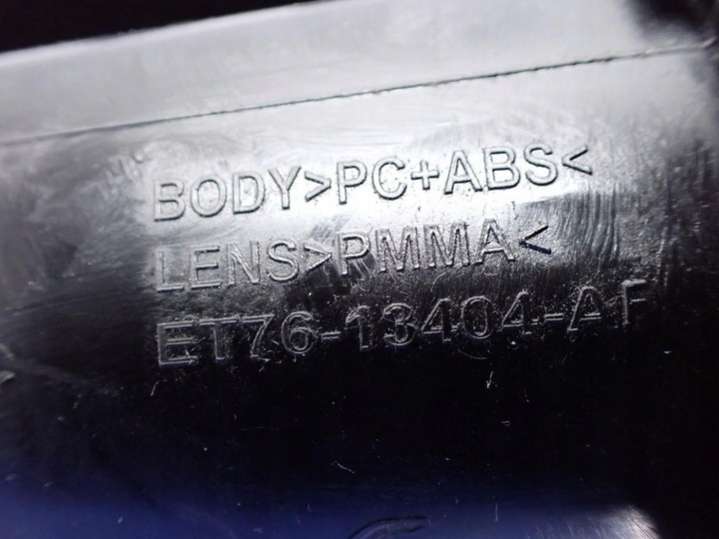 BODY>PC+ABS<
LENS>PMMA<
ET76-13404-AF